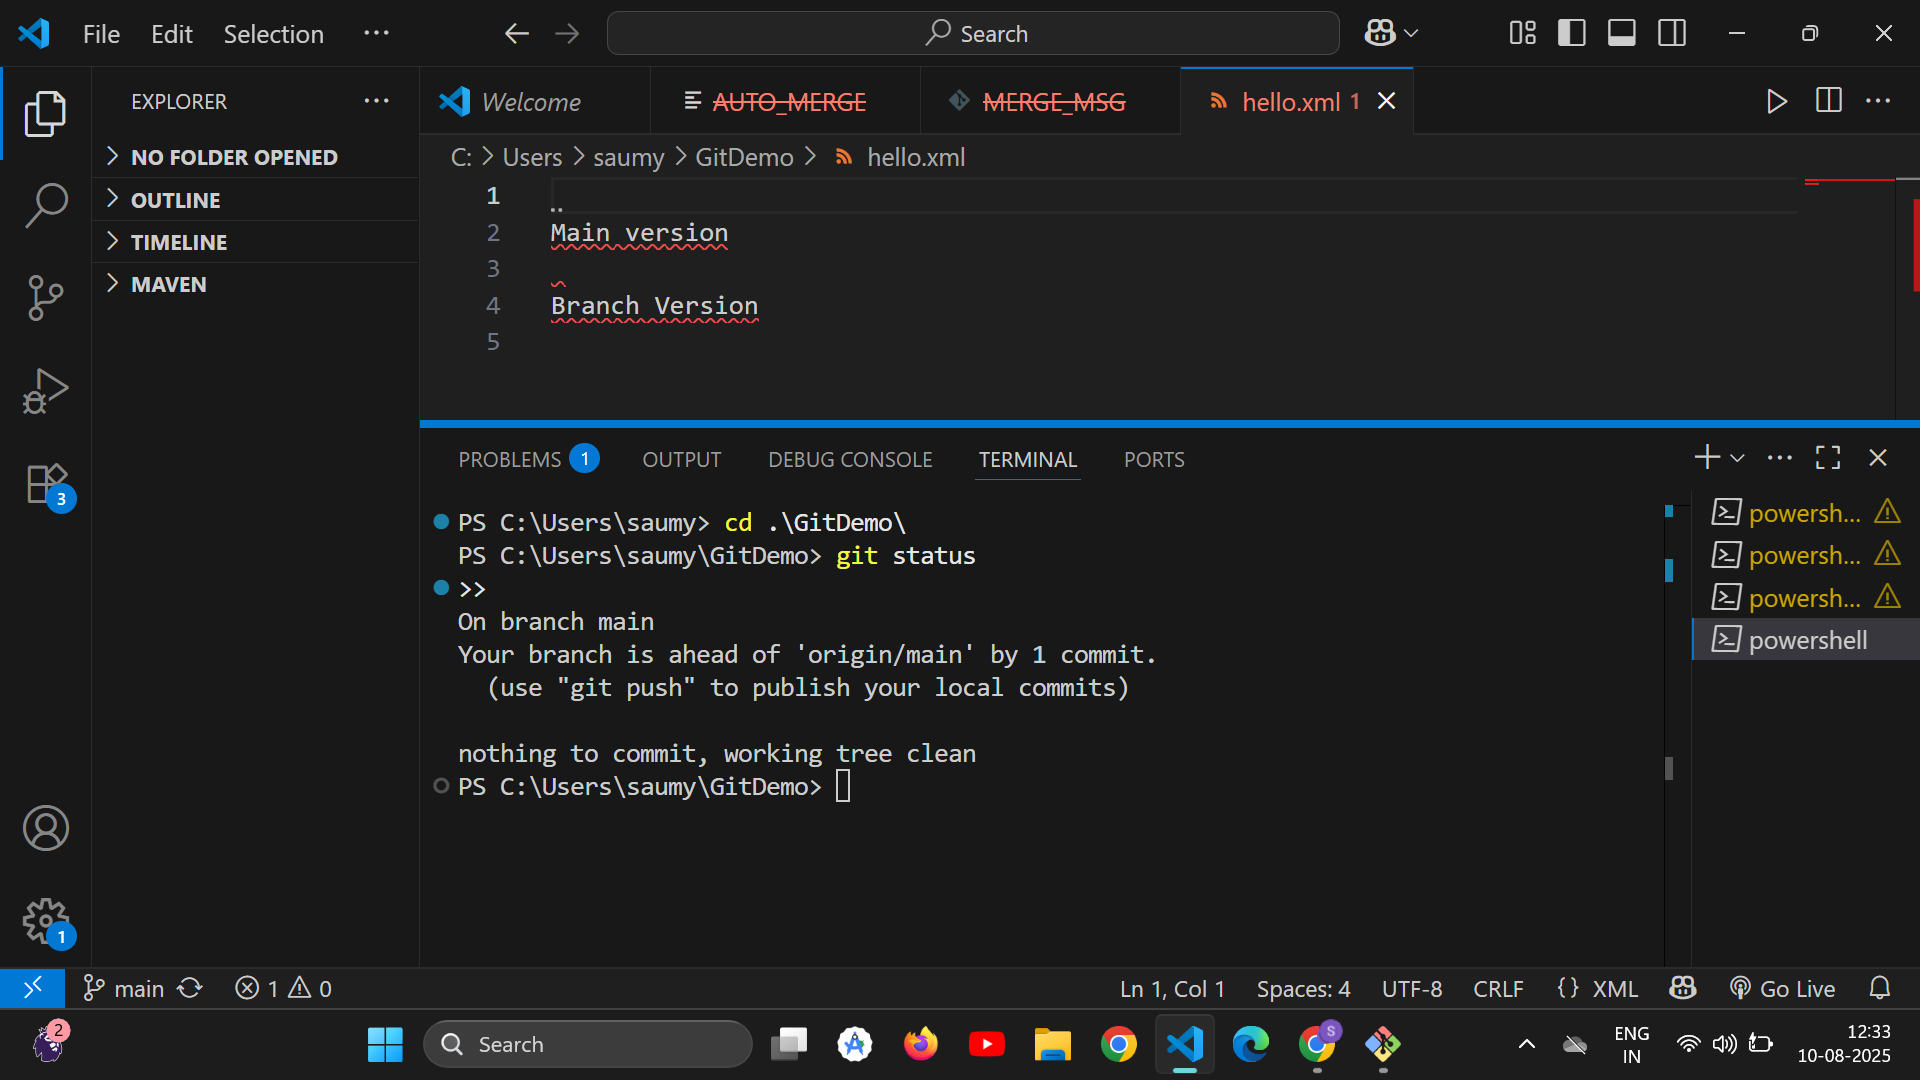 File Edit Selection ···
Search
EXPLORER ···
NO FOLDER OPENED
OUTLINE
TIMELINE
MAVEN
3
1
Welcome
AUTO_MERGE
MERGE_MSG
hello.xml 1
C: > Users > saumy > GitDemo > hello.xml
1
2 Main version
3
4 Branch Version
5
PROBLEMS 1 OUTPUT DEBUG CONSOLE TERMINAL PORTS
PS C:\Users\saumy> cd .\GitDemo\
PS C:\Users\saumy\GitDemo> git status
>>
On branch main
Your branch is ahead of 'origin/main' by 1 commit.
(use "git push" to publish your local commits)
nothing to commit, working tree clean
PS C:\Users\saumy\GitDemo>
powersh...
powersh...
powersh...
powershell
main 1 0
Ln 1, Col 1 Spaces: 4 UTF-8 CRLF {} XML Go Live
2
Search
S
ENG
IN
12:33
10-08-2025